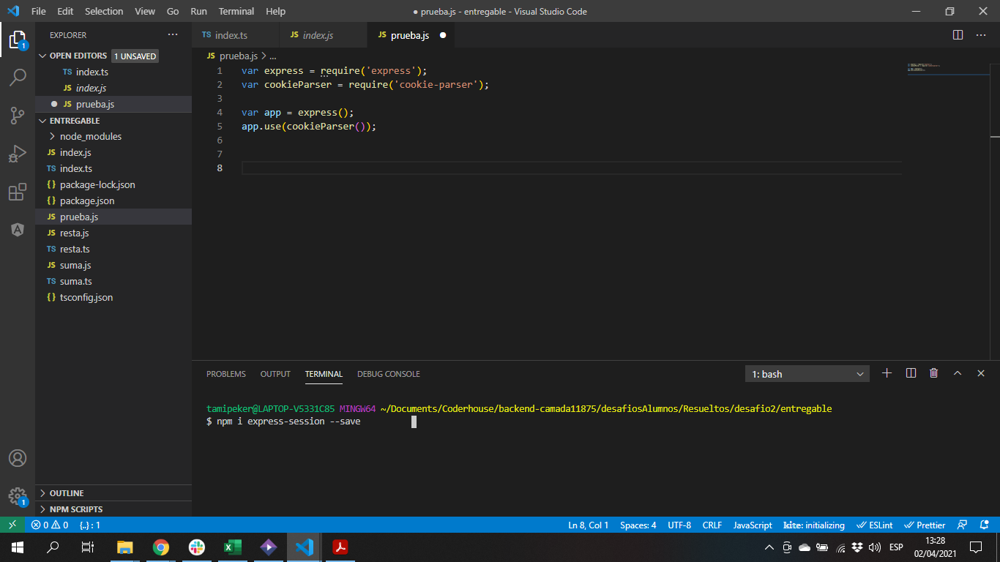 File Edit Selection View Go Run Terminal Help
● prueba.js - entregable - Visual Studio Code
EXPLORER
OPEN EDITORS 1 UNSAVED
TS index.ts
JS index.js
JS prueba.js
ENTREGABLE
node_modules
JS index.js
TS index.ts
{} package-lock.json
{} package.json
JS prueba.js
JS resta.js
TS resta.ts
JS suma.js
TS suma.ts
{} tsconfig.json
OUTLINE
NPM SCRIPTS
1
1
TS index.ts JS index.js JS prueba.js ●
JS prueba.js > ...
1 var express = require('express');
2 var cookieParser = require('cookie-parser');
3
4 var app = express();
5 app.use(cookieParser());
6
7
8
PROBLEMS OUTPUT TERMINAL DEBUG CONSOLE 1: bash
tamipeker@LAPTOP-V5331C85 MINGW64 ~/Documents/Coderhouse/backend-camada11875/desafiosAlumnos/Resueltos/desafio2/entregable
$ npm i express-session --save
0 0 {..} : 1 Ln 8, Col 1 Spaces: 4 UTF-8 CRLF JavaScript kite: initializing ESLint Prettier
ESP
13:28
02/04/2021